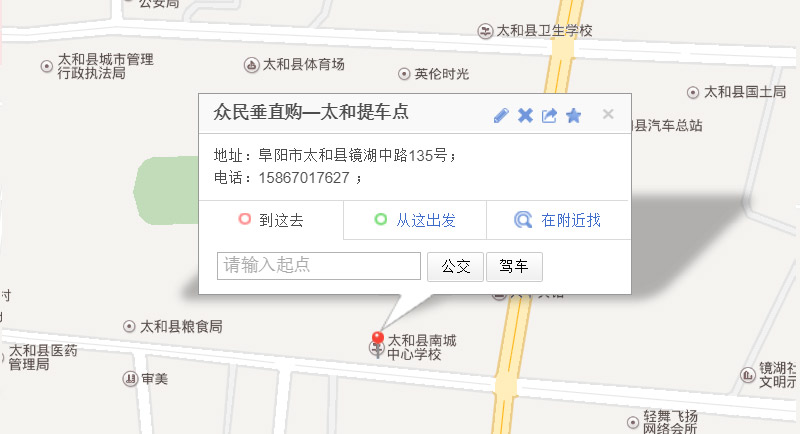 公安局
太和县卫生学校
太和县城市管理
行政执法局
太和县体育场
英伦时光
太和县国土局
县汽车总站
众民垂直购—太和提车点
地址：阜阳市太和县镜湖中路135号；
电话：15867017627 ；
到这去
从这出发
在附近找
请输入起点
公交
驾车
村
太和县粮食局
太和县南城
中心学校
太和县医药
管理局
审美
镜湖社
文明示
轻舞飞扬
网络会所